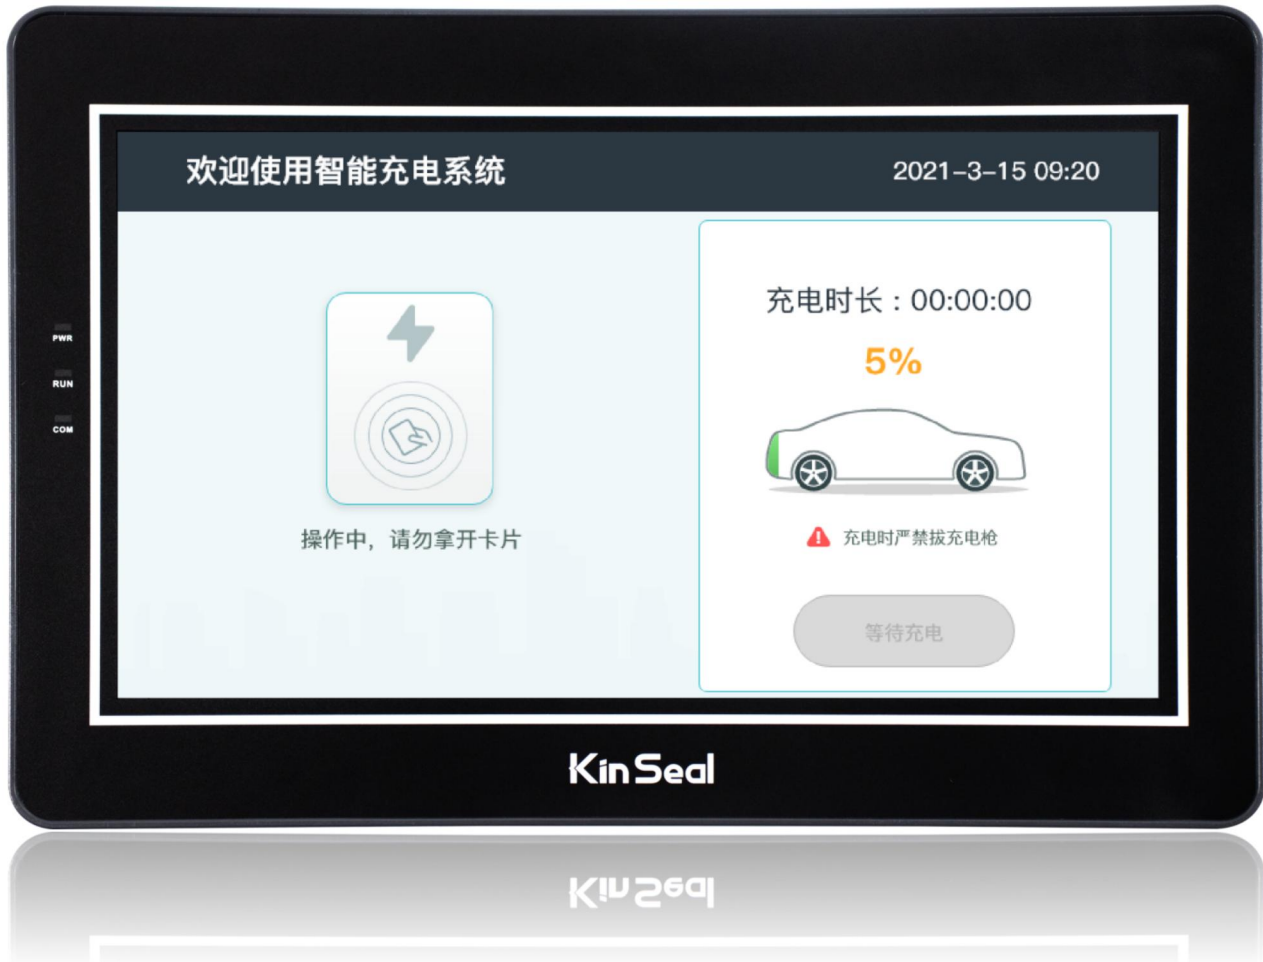 欢迎使用智能充电系统
2021-3-15 09:20
充电时长：00:00:00
5%
操作中，请勿拿开卡片
充电时严禁拔充电枪
等待充电
PWR
RUN
COM
KinSeal